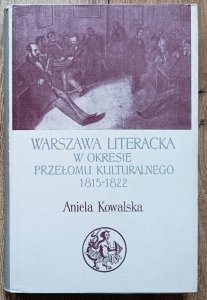 WARSZAWA LITERACKA
W OKRESIE
PRZEŁOMU KULTURALNEGO
1815-1822
Aniela Kowalska